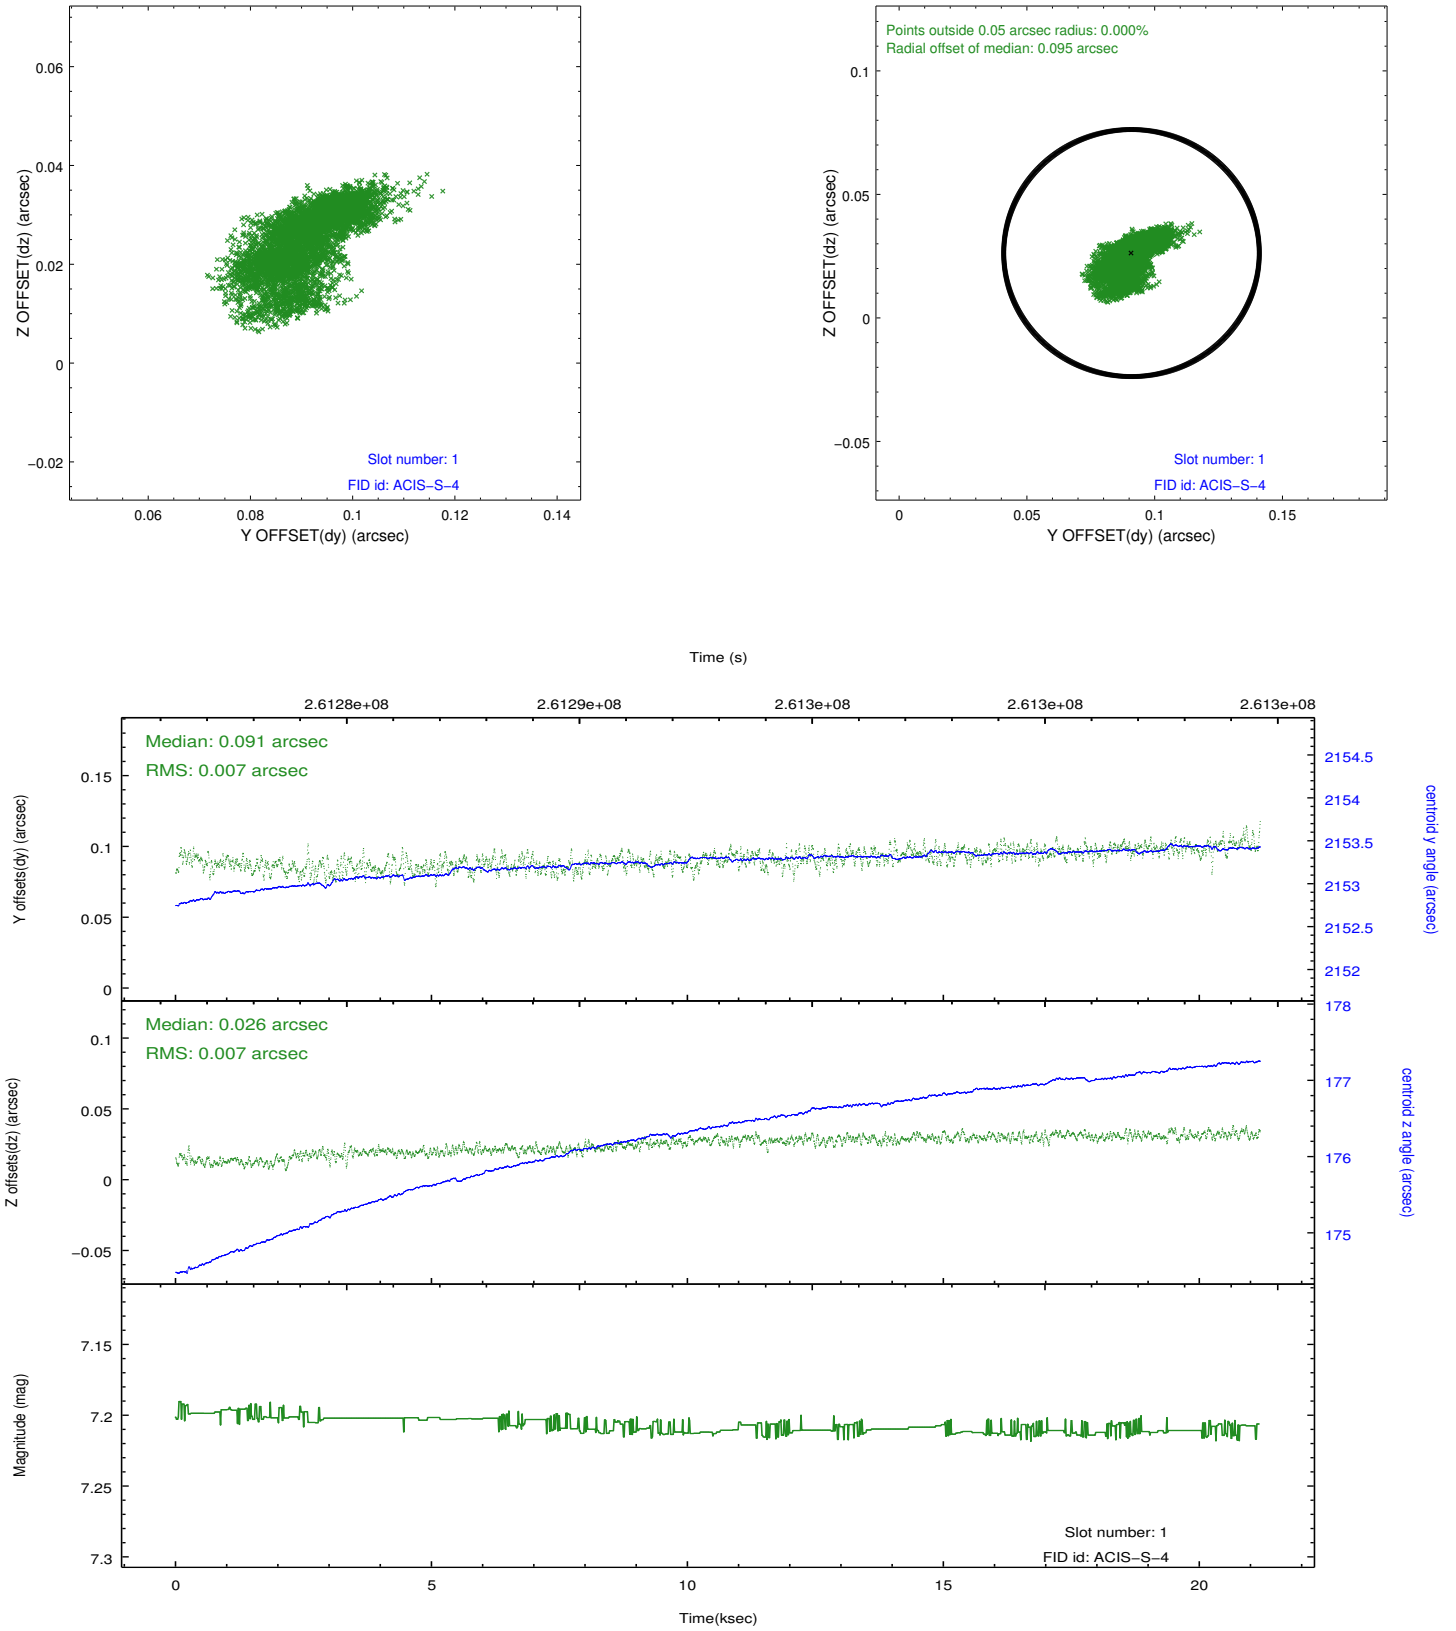 0.06
0.04
0.02
0
−0.02
Z OFFSET(dz) (arcsec)
Slot number: 1
FID id: ACIS−S−4
0.06 0.08 0.1 0.12 0.14
Y OFFSET(dy) (arcsec)
Points outside 0.05 arcsec radius: 0.000%
Radial offset of median: 0.095 arcsec
0.1
0.05
0
−0.05
Z OFFSET(dz) (arcsec)
Slot number: 1
FID id: ACIS−S−4
0 0.05 0.1 0.15
Y OFFSET(dy) (arcsec)
Time (s)
2.6128e+08 2.6129e+08 2.613e+08 2.613e+08 2.613e+08
Median: 0.091 arcsec
RMS: 0.007 arcsec
0.15
0.1
0.05
0
Y offsets(dy) (arcsec)
2154.5
2154
2153.5
2153
2152.5
2152
centroid y angle (arcsec)
Median: 0.026 arcsec
RMS: 0.007 arcsec
0.1
0.05
0
−0.05
Z offsets(dz) (arcsec)
178
177
176
175
centroid z angle (arcsec)
7.15
7.2
7.25
7.3
Magnitude (mag)
Slot number: 1
FID id: ACIS−S−4
0 5 10 15 20
Time(ksec)